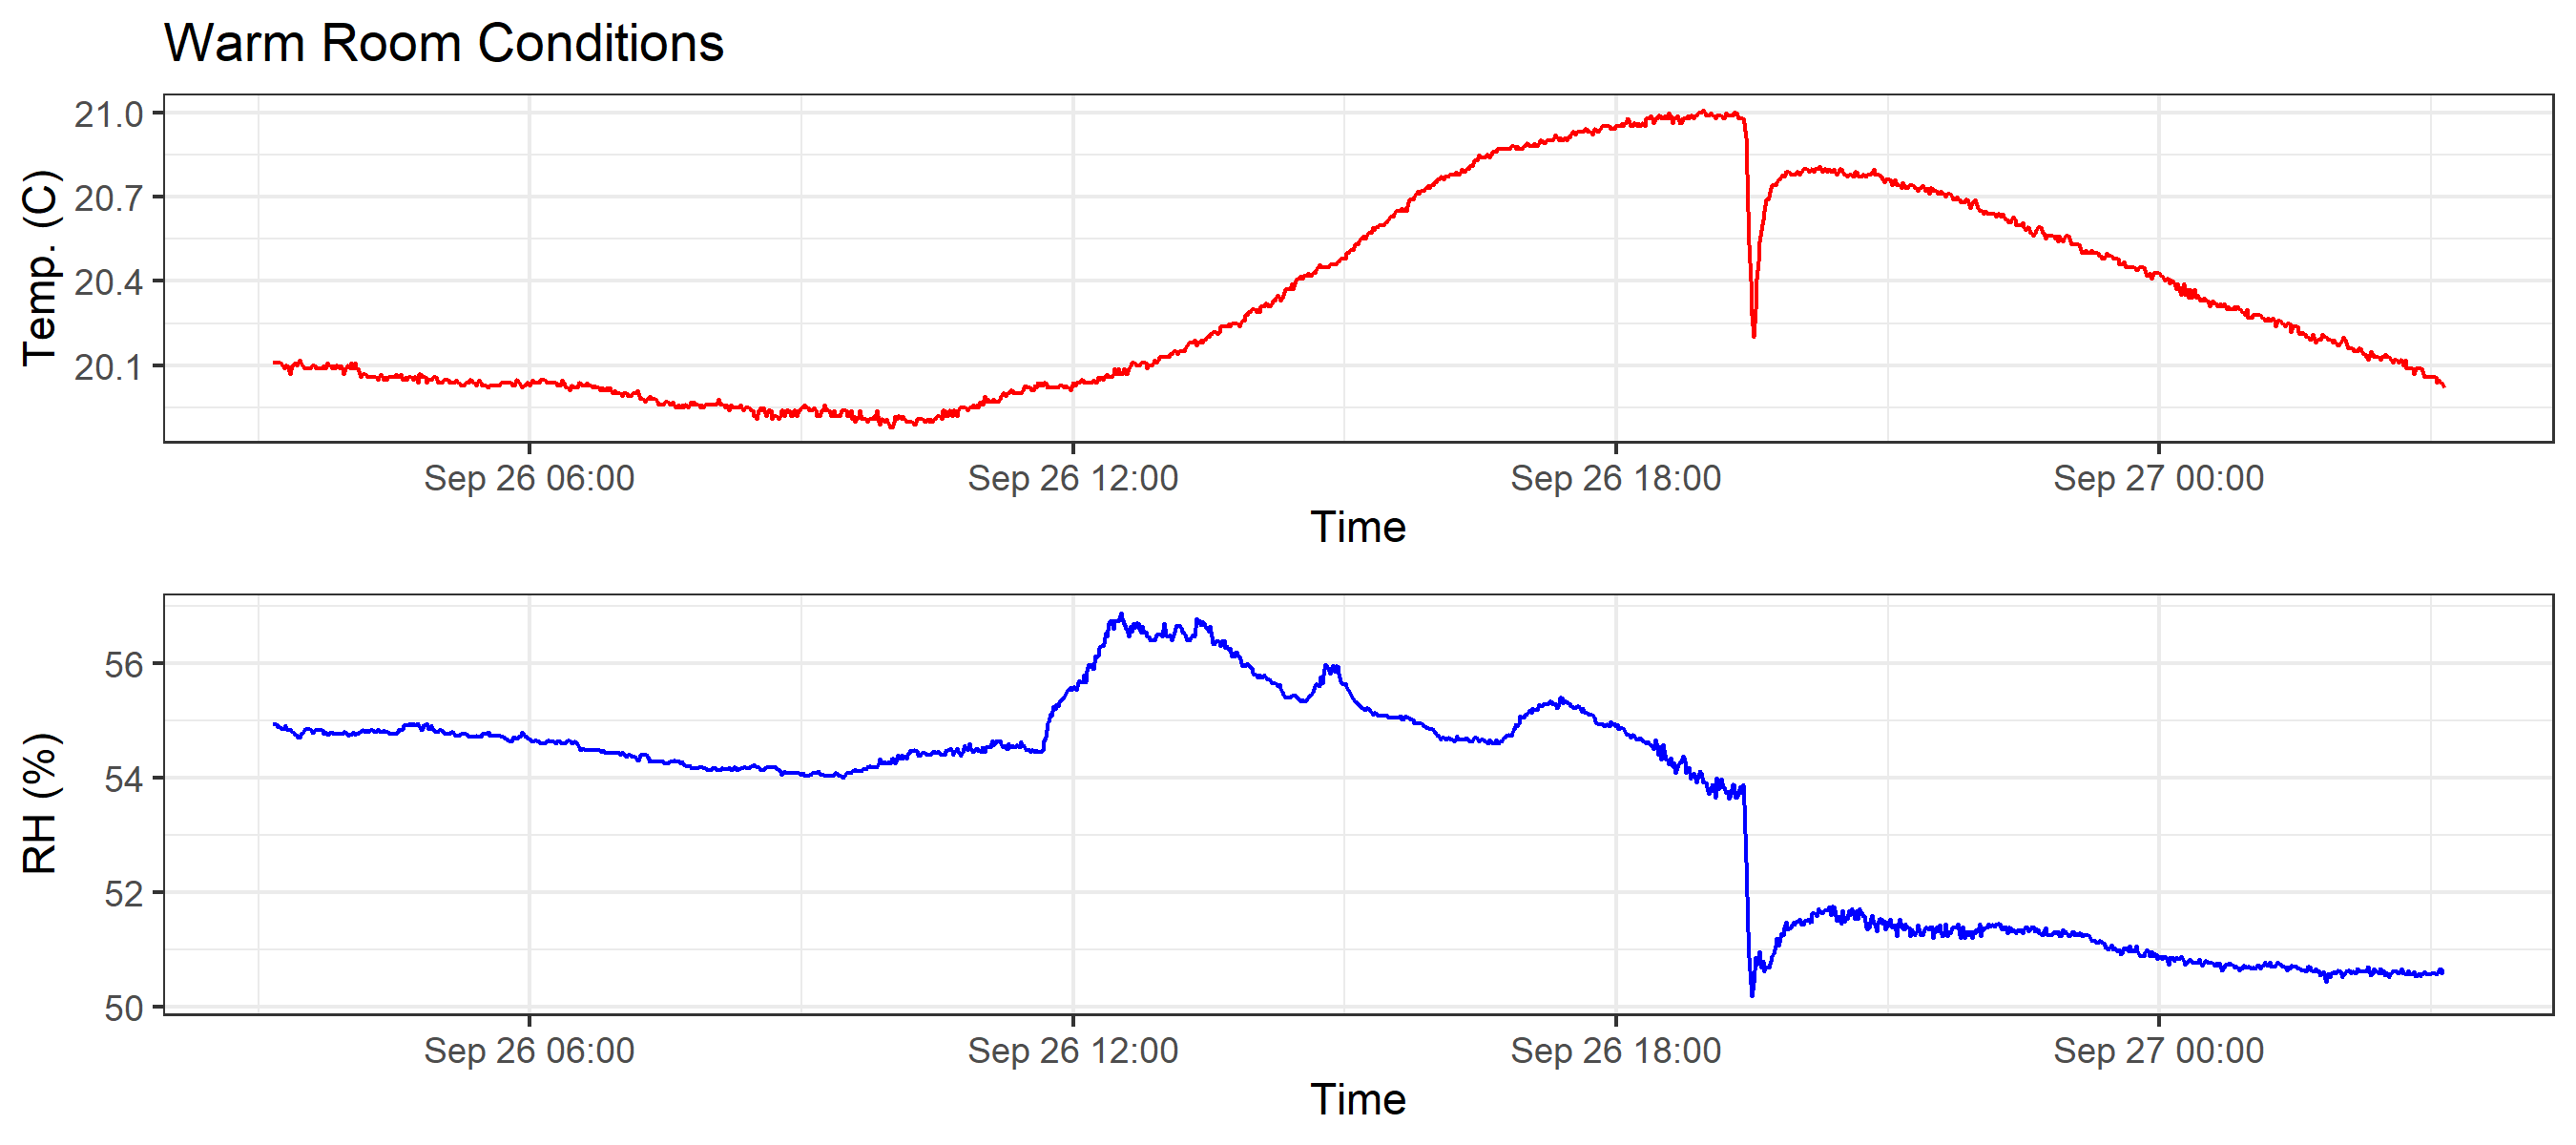 Warm Room Conditions
Temp. (C)
21.0
20.7
20.4
20.1
Sep 26 06:00 Sep 26 12:00 Sep 26 18:00 Sep 27 00:00
Time
RH (%)
56
54
52
50
Sep 26 06:00 Sep 26 12:00 Sep 26 18:00 Sep 27 00:00
Time